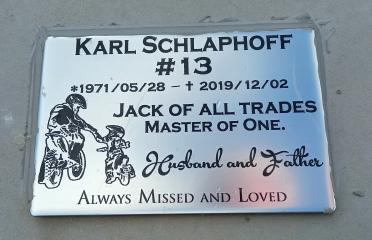 KARL SCHLAPHOFF
#13
*1971/05/28 – † 2019/12/02
JACK OF ALL TRADES
MASTER OF ONE.
Husband and Father
ALWAYS MISSED AND LOVED